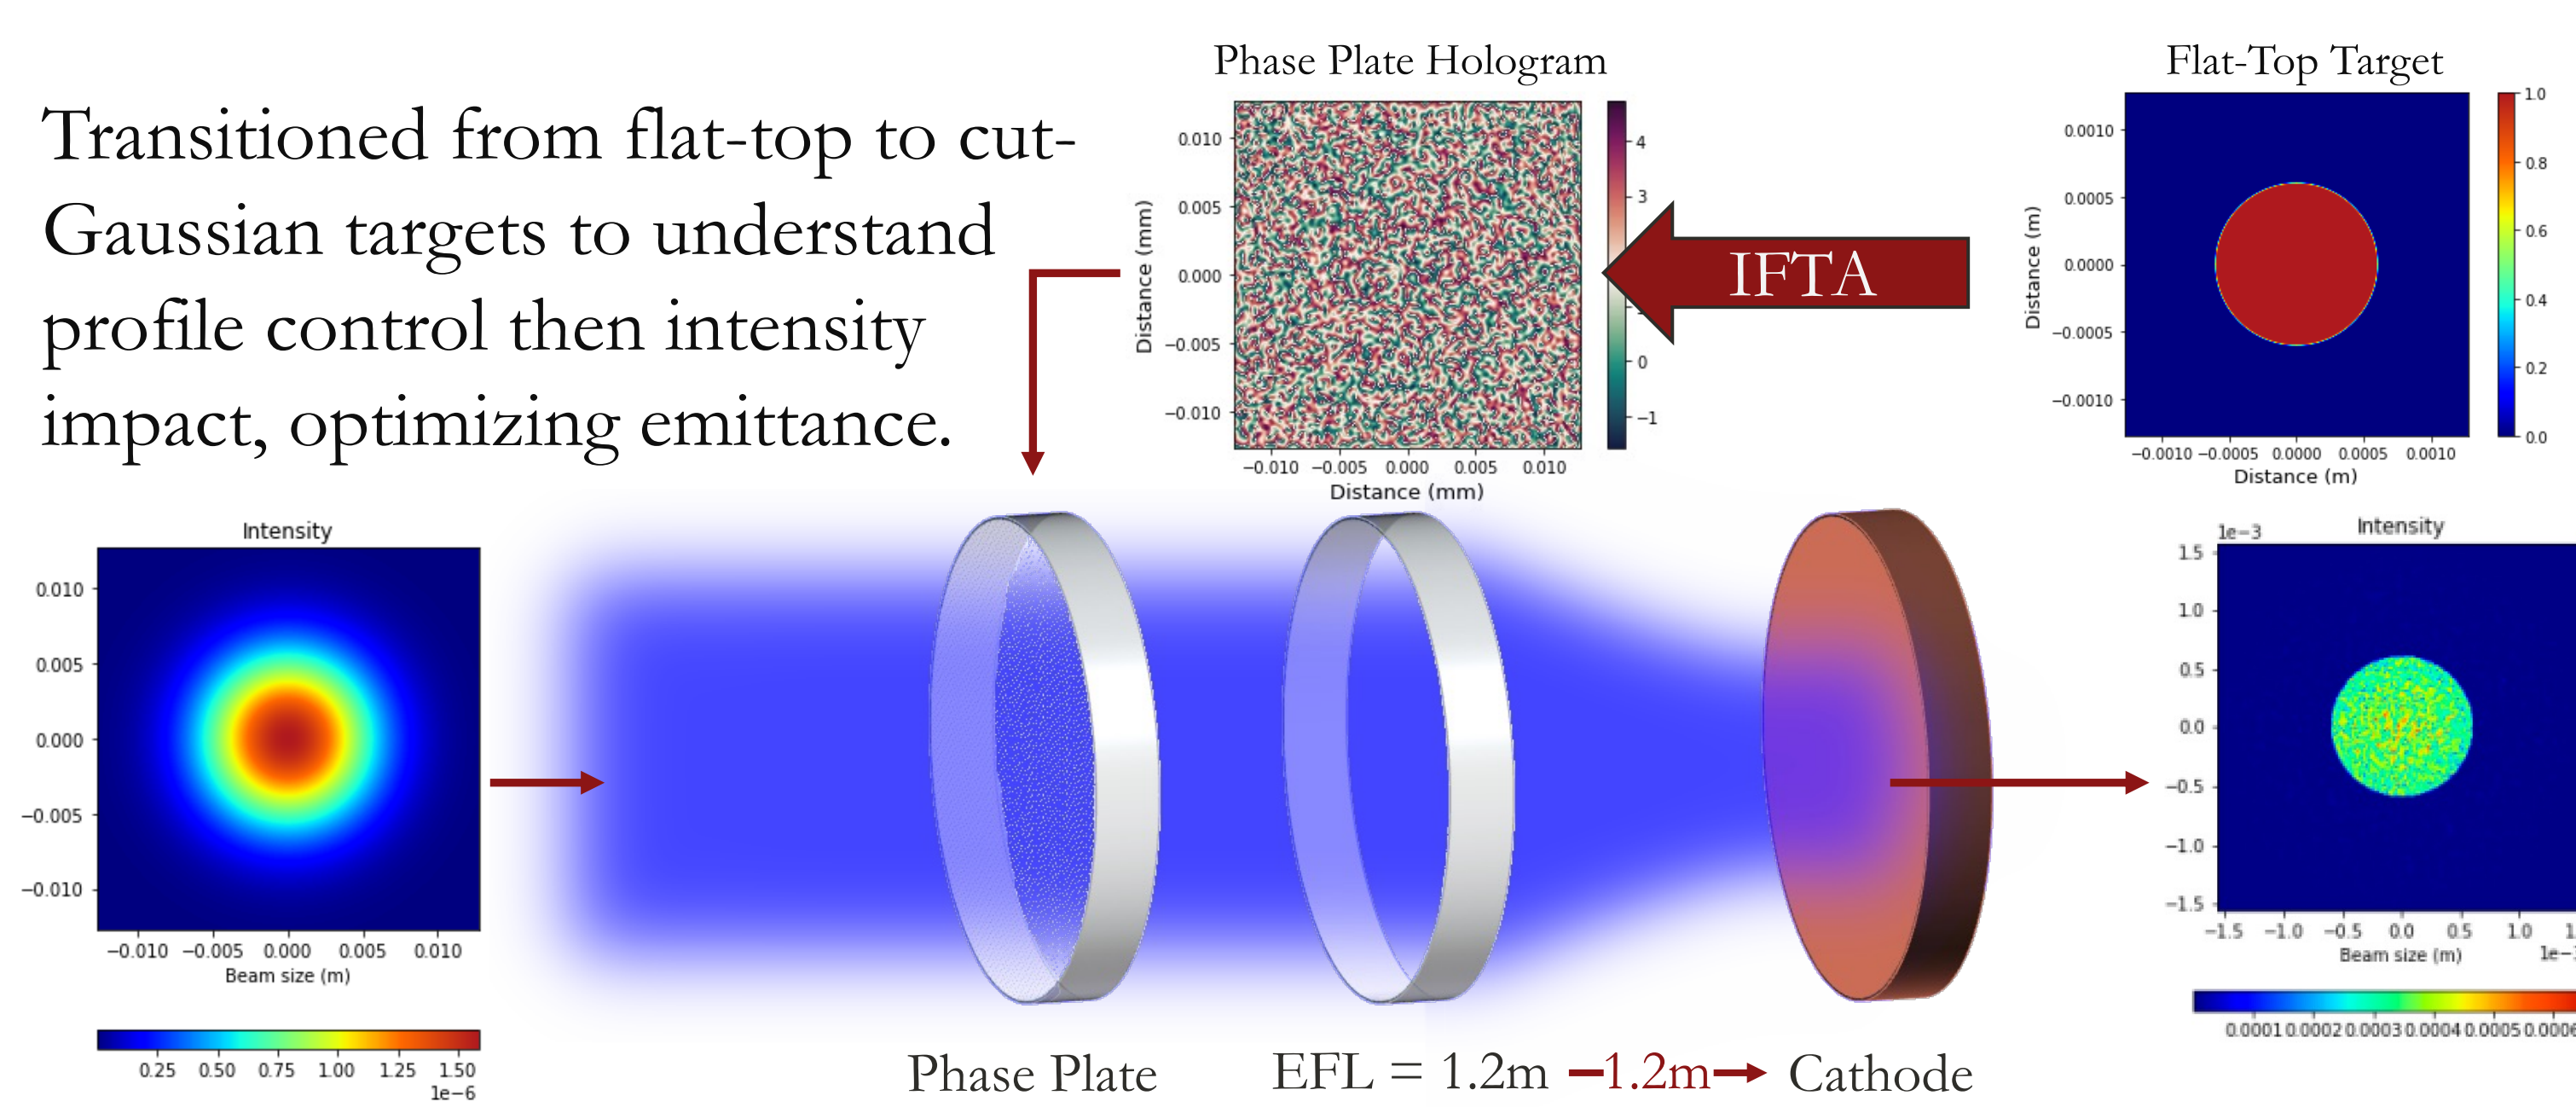 Transitioned from flat-top to cut-
Gaussian targets to understand
profile control then intensity
impact, optimizing emittance.
Phase Plate Hologram
Distance (mm)
0.010
0.005
0.000
−0.005
−0.010
−0.010 −0.005 0.000 0.005 0.010
Distance (mm)
4
3
0
−1
IFTA
Flat-Top Target
Distance (m)
0.0010
0.0005
0.0000
−0.0005
−0.0010
−0.0010 −0.0005 0.0000 0.0005 0.0010
Distance (m)
1.0
0.8
0.6
0.4
0.2
0.0
Intensity
0.010
0.005
0.000
−0.005
−0.010
−0.010 −0.005 0.000 0.005 0.010
Beam size (m)
0.25 0.50 0.75 1.00 1.25 1.50
1e−6
Phase Plate
EFL = 1.2m
1.2m
Cathode
1e−3
Intensity
1.5
1.0
0.5
0.0
−0.5
−1.0
−1.5
−1.5 −1.0 −0.5 0.0 0.5 1.0
Beam size (m)
0.0001 0.0002 0.0003 0.0004 0.0005 0.0006